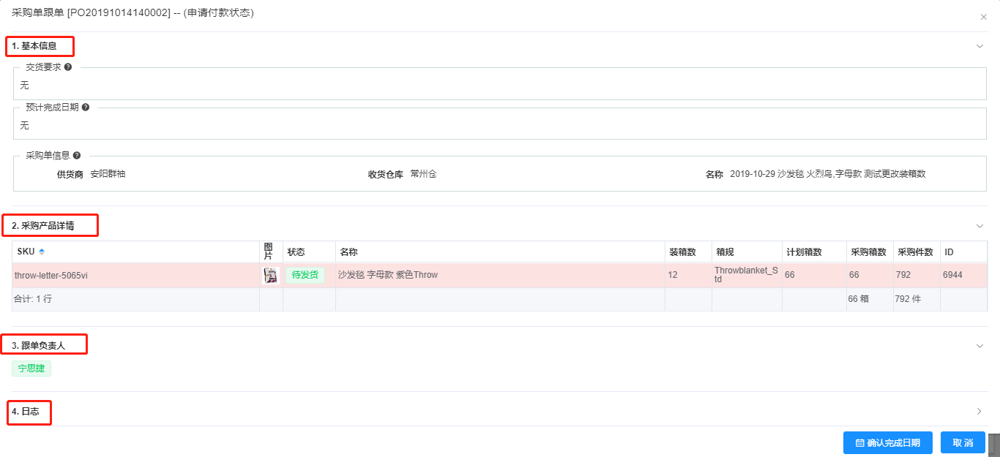 采购单跟单 [PO20191014140002] -- (申请付款状态)
1. 基本信息
交货要求
无
预计完成日期
无
采购单信息
供货商 安阳群袖 收货仓库 常州仓 名称 2019-10-29 沙发毯 火烈鸟,字母款 测试更改装箱数
2. 采购产品详情
SKU 图片 状态 名称 装箱数 箱规 计划箱数 采购箱数 采购件数 ID
throw-letter-5065vi 待发货 沙发毯 字母款 紫色Throw 12 Throwblanket_Std 66 66 792 6944
合计: 1 行 66 箱 792 件
3. 跟单负责人
宁思捷
4. 日志
确认完成日期 取 消